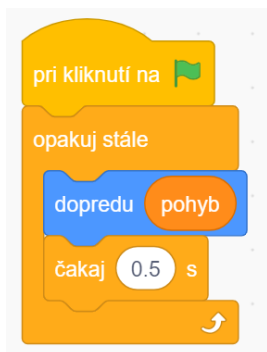 pri kliknutí na
opakuj stále
dopredu pohyb
čakaj 0.5 s